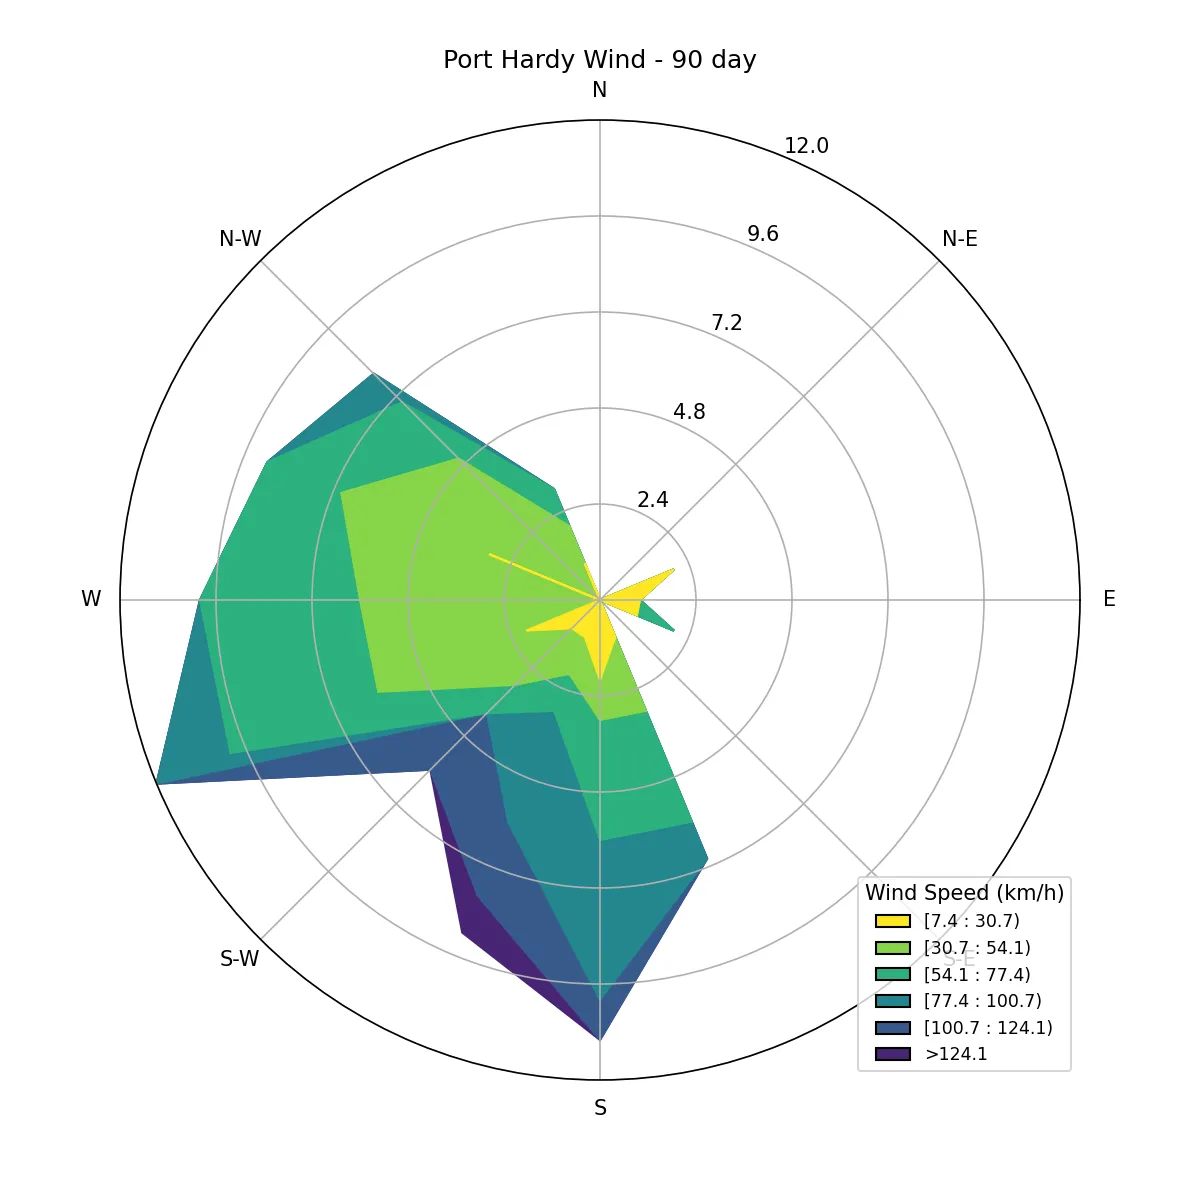 Port Hardy Wind - 90 day
N
12.0
N-W
9.6
N-E
7.2
4.8
2.4
W
E
Wind Speed (km/h)
[7.4 : 30.7)
[30.7 : 54.1)
S-W
S-E
[54.1 : 77.4)
[77.4 : 100.7)
[100.7 : 124.1)
>124.1
S